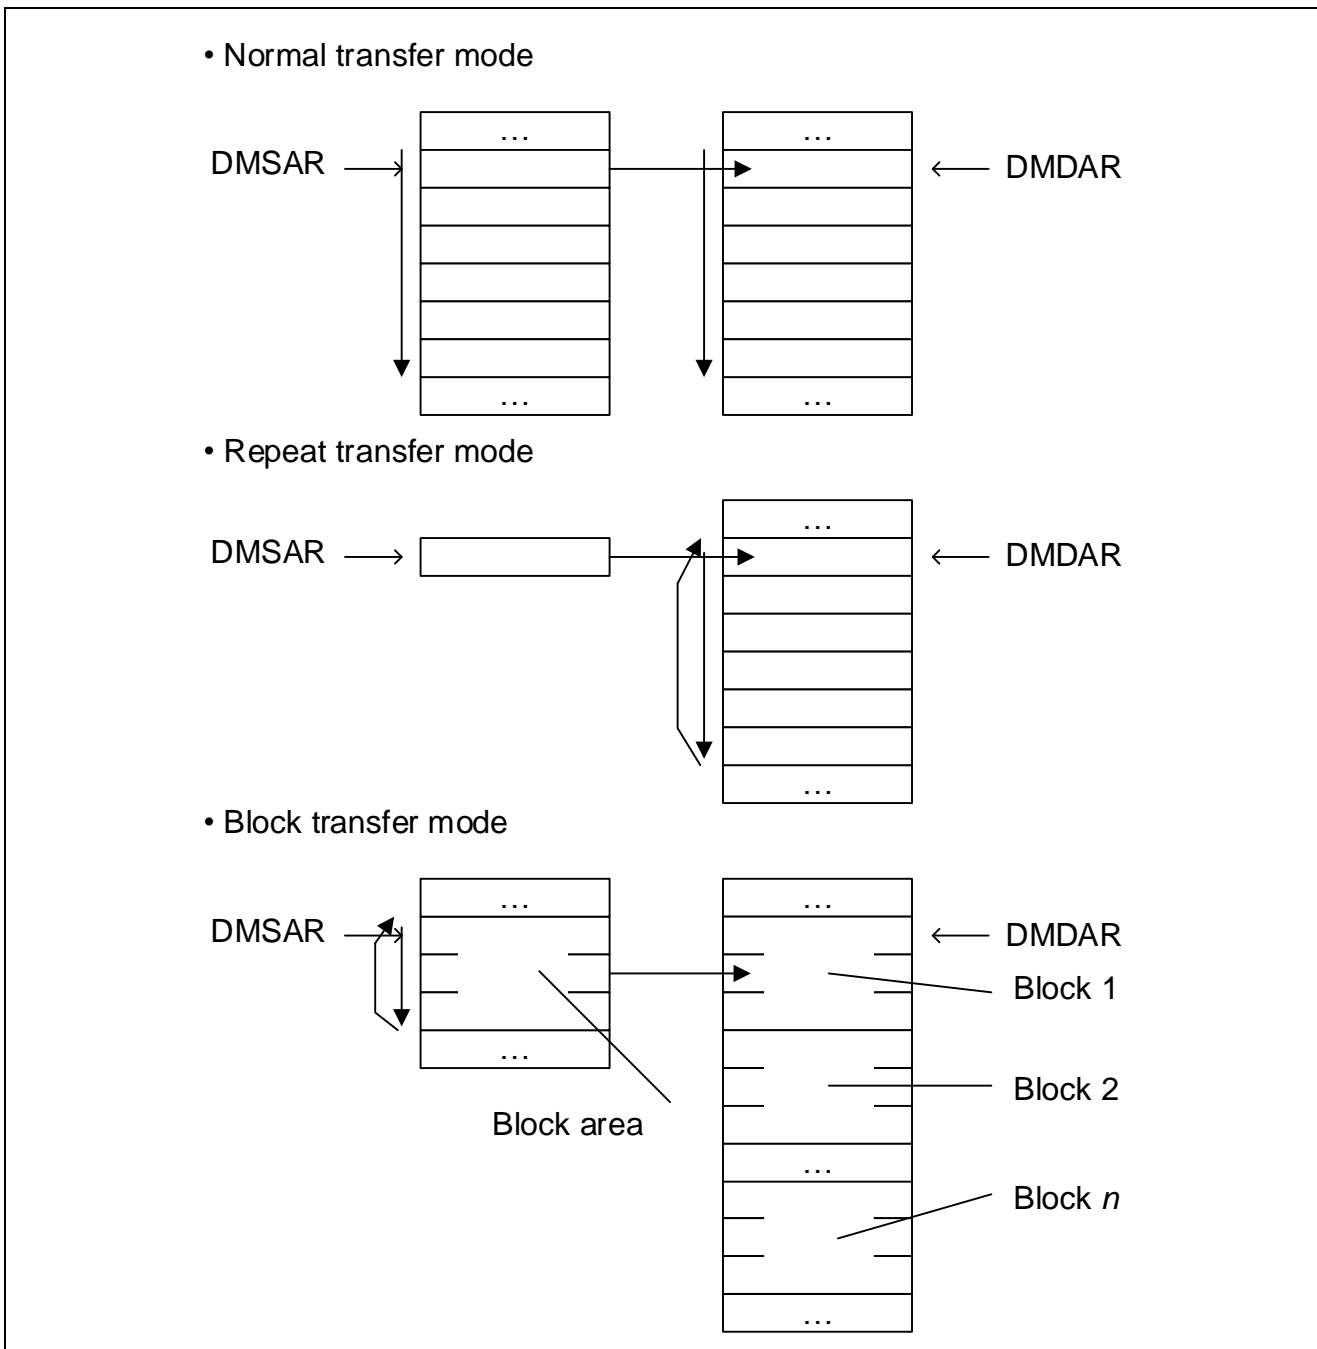 • Normal transfer mode
... ...
DMSAR DMDAR
... ...
• Repeat transfer mode
...
DMSAR DMDAR
...
• Block transfer mode
... ...
DMSAR DMDAR
Block 1
...
Block 2
Block area
...
Block n
...